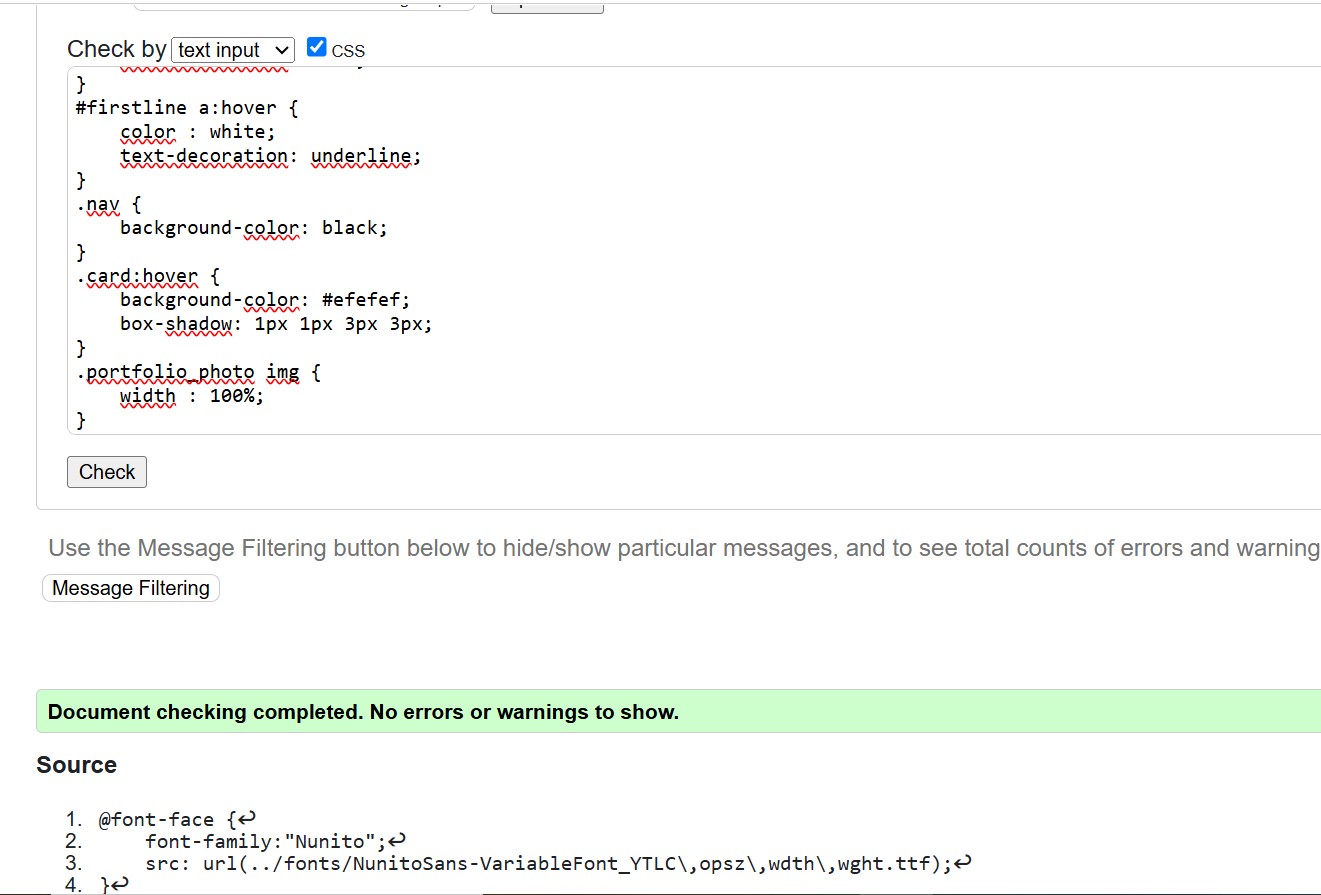 Check by text input CSS
}
#firstline a:hover {
    color : white;
    text-decoration: underline;
}
.nav {
    background-color: black;
}
.card:hover {
    background-color: #efefef;
    box-shadow: 1px 1px 3px 3px;
}
.portfolio_photo img {
    width : 100%;
}
Check
Use the Message Filtering button below to hide/show particular messages, and to see total counts of errors and warning
Message Filtering
Document checking completed. No errors or warnings to show.
Source
1. @font-face {↩
2.     font-family:"Nunito";↩
3.     src: url(../fonts/NunitoSans-VariableFont_YTLC\,opsz\,wdth\,wght.ttf);↩
4. }↩